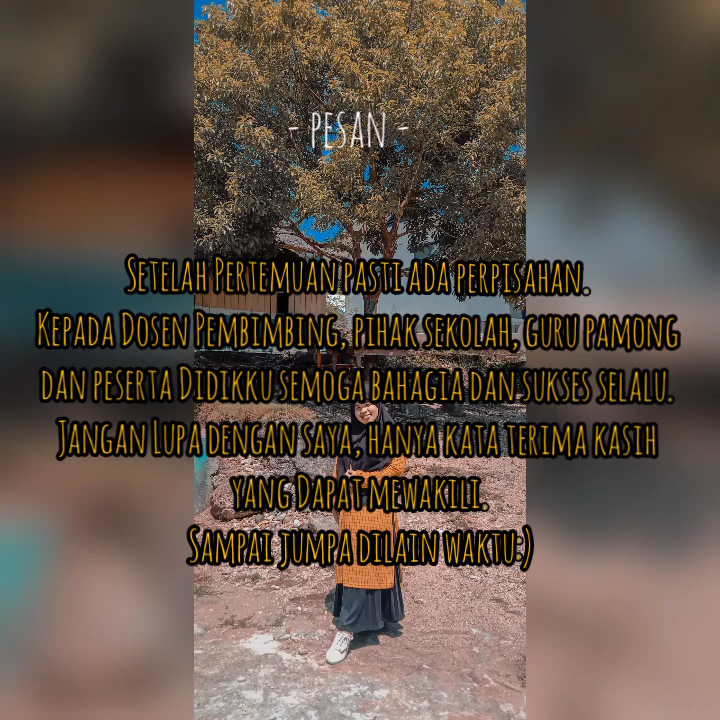 - PESAN -
Setelah Pertemuan pasti ada perpisahan.
Kepada Dosen Pembimbing, pihak sekolah, guru pamong
dan peserta Didikku semoga bahagia dan sukses selalu.
Jangan Lupa dengan saya, hanya kata terima kasih
yang Dapat mewakili.
Sampai jumpa dilain waktu:)